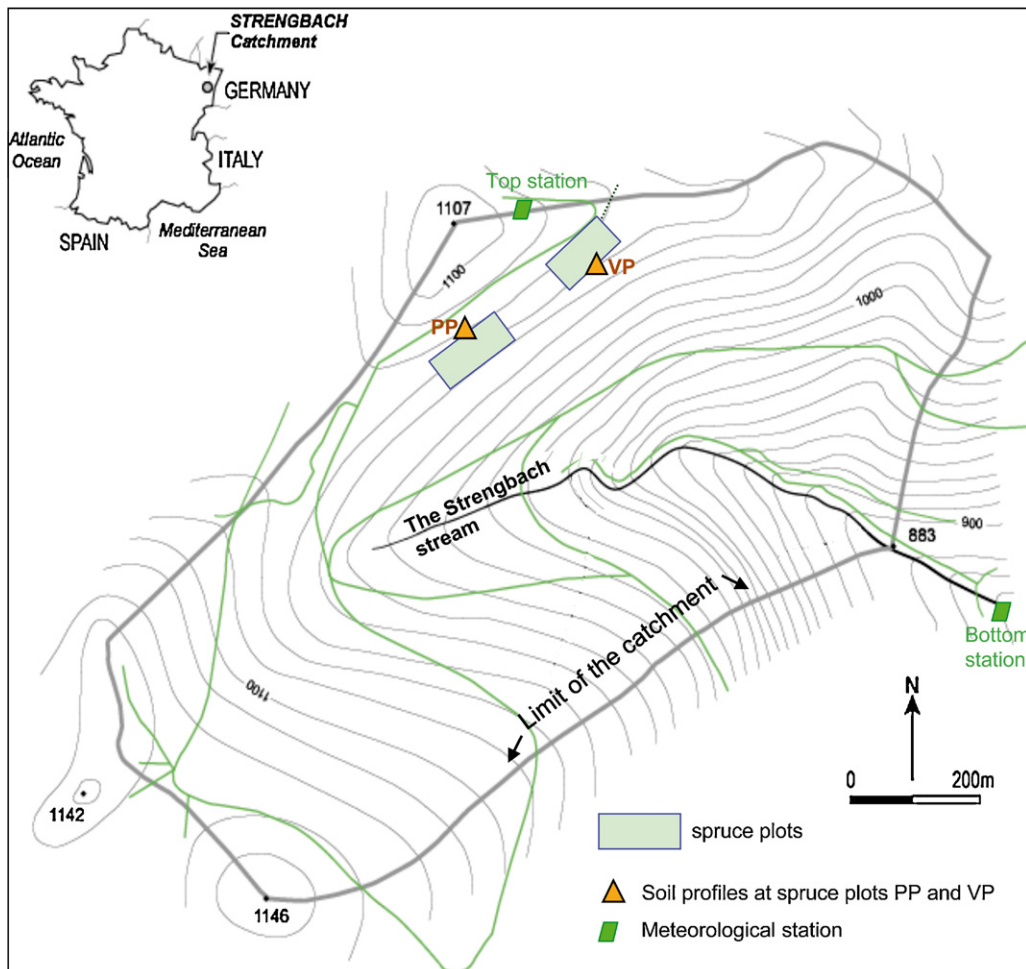 STRENGBACH
Catchment
GERMANY
Atlantic
Ocean
ITALY
SPAIN
Mediterranean
Sea
Top station
1107
1100
VP
PP
1000
The Strengbach
stream
900
883
Limit of the catchment
Bottom
station
1100
N
0 200m
1142
1146
spruce plots
Soil profiles at spruce plots PP and VP
Meteorological station